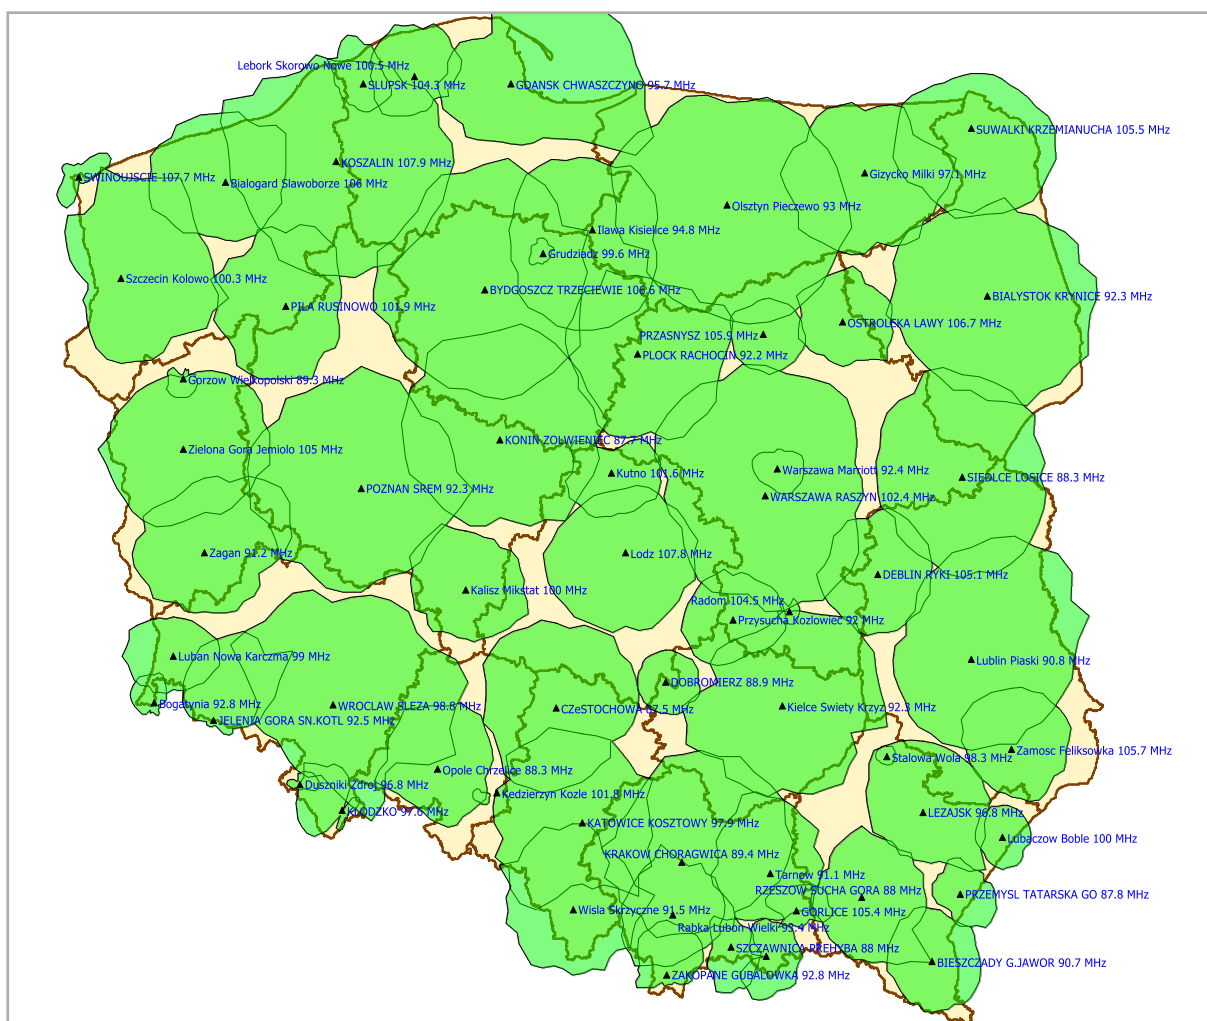 Lebork Skorowo Nowe 100.5 MHz
SLUPSK 104.3 MHz
GDANSK CHWASZCZYNO 95.7 MHz
SUWALKI KRZEMIANUCHA 105.5 MHz
KOSZALIN 107.9 MHz
SWINOUJSCIE 107.7 MHz
Bialogard Slawoborze 106 MHz
Gizycko Milki 97.1 MHz
Olsztyn Pieczewo 93 MHz
Ilawa Kisielice 94.8 MHz
Grudziadz 99.6 MHz
Szczecin Kolowo 100.3 MHz
BYDGOSZCZ TRZECIEWIE 106.6 MHz
BIALYSTOK KRYNICE 92.3 MHz
PILA RUSINOWO 101.9 MHz
OSTROLEKA LAWY 106.7 MHz
PRZASNYSZ 105.9 MHz
PLOCK RACHOCIN 92.2 MHz
Gorzow Wielkopolski 89.3 MHz
KONIN ZOLWIENIEC 87.7 MHz
Zielona Gora Jemiolo 105 MHz
Warszawa Marriott 92.4 MHz
Kutno 101.6 MHz
SIEDLCE LOSICE 88.3 MHz
POZNAN SREM 92.3 MHz
WARSZAWA RASZYN 102.4 MHz
Zagan 91.2 MHz
Lodz 107.8 MHz
DEBLIN RYKI 105.1 MHz
Kalisz Mikstat 100 MHz
Radom 104.5 MHz
Przysucha Kozlowiec 92 MHz
Luban Nowa Karczma 99 MHz
Lublin Piaski 90.8 MHz
DOBROMIERZ 88.9 MHz
Bogatynia 92.8 MHz
WROCLAW SLEZA 98.8 MHz
CZeSTOCHOWA 87.5 MHz
Kielce Swiety Krzyz 92.3 MHz
JELENIA GORA SN.KOTL 92.5 MHz
Zamosc Feliksowka 105.7 MHz
Stalowa Wola 98.3 MHz
Opole Chrzelice 88.3 MHz
Duszniki Zdroj 96.8 MHz
Kedzierzyn Kozle 101.8 MHz
KLODZKO 97.6 MHz
LEZAJSK 96.8 MHz
KATOWICE KOSZTOWY 97.9 MHz
Lubaczow Boble 100 MHz
KRAKOW CHORAGWICA 89.4 MHz
Tarnow 91.1 MHz
RZESZOW SUCHA GORA 88 MHz
PRZEMYSL TATARSKA GO 87.8 MHz
Wisla Skrzyczne 91.5 MHz
GORLICE 105.4 MHz
Rabka Lubon Wielki 93.4 MHz
SZCZAWNICA PREHYBA 88 MHz
BIESZCZADY G.JAWOR 90.7 MHz
ZAKOPANE GUBALOWKA 92.8 MHz